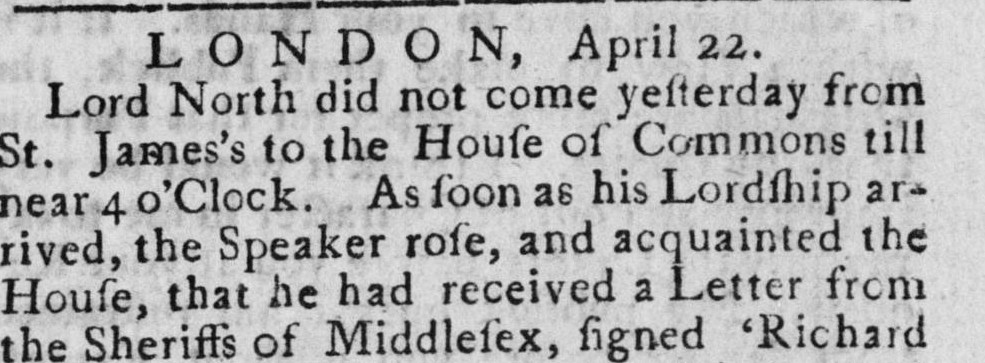 LONDON, April 22.
Lord North did not come yeſterday from
St. James's to the Houſe of Commons till
near 4 o'Clock. As ſoon as his Lordſhip ar-
rived, the Speaker roſe, and acquainted the
Houſe, that he had received a Letter from
the Sheriffs of Middleſex, ſigned ‘Richard